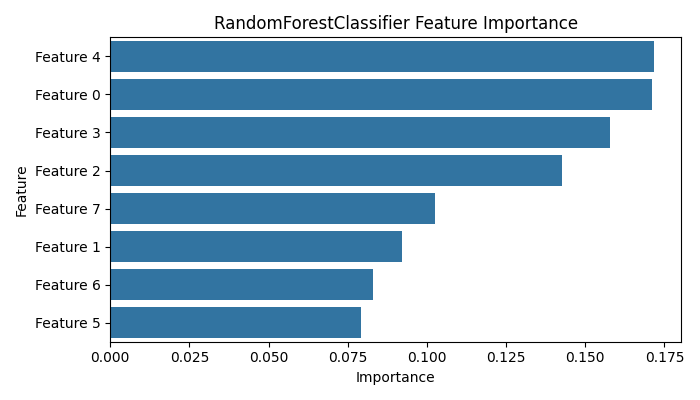 RandomForestClassifier Feature Importance
Feature 4
Feature 0
Feature 3
Feature 2
Feature 7
Feature 1
Feature 6
Feature 5
Feature
0.000 0.025 0.050 0.075 0.100 0.125 0.150 0.175
Importance